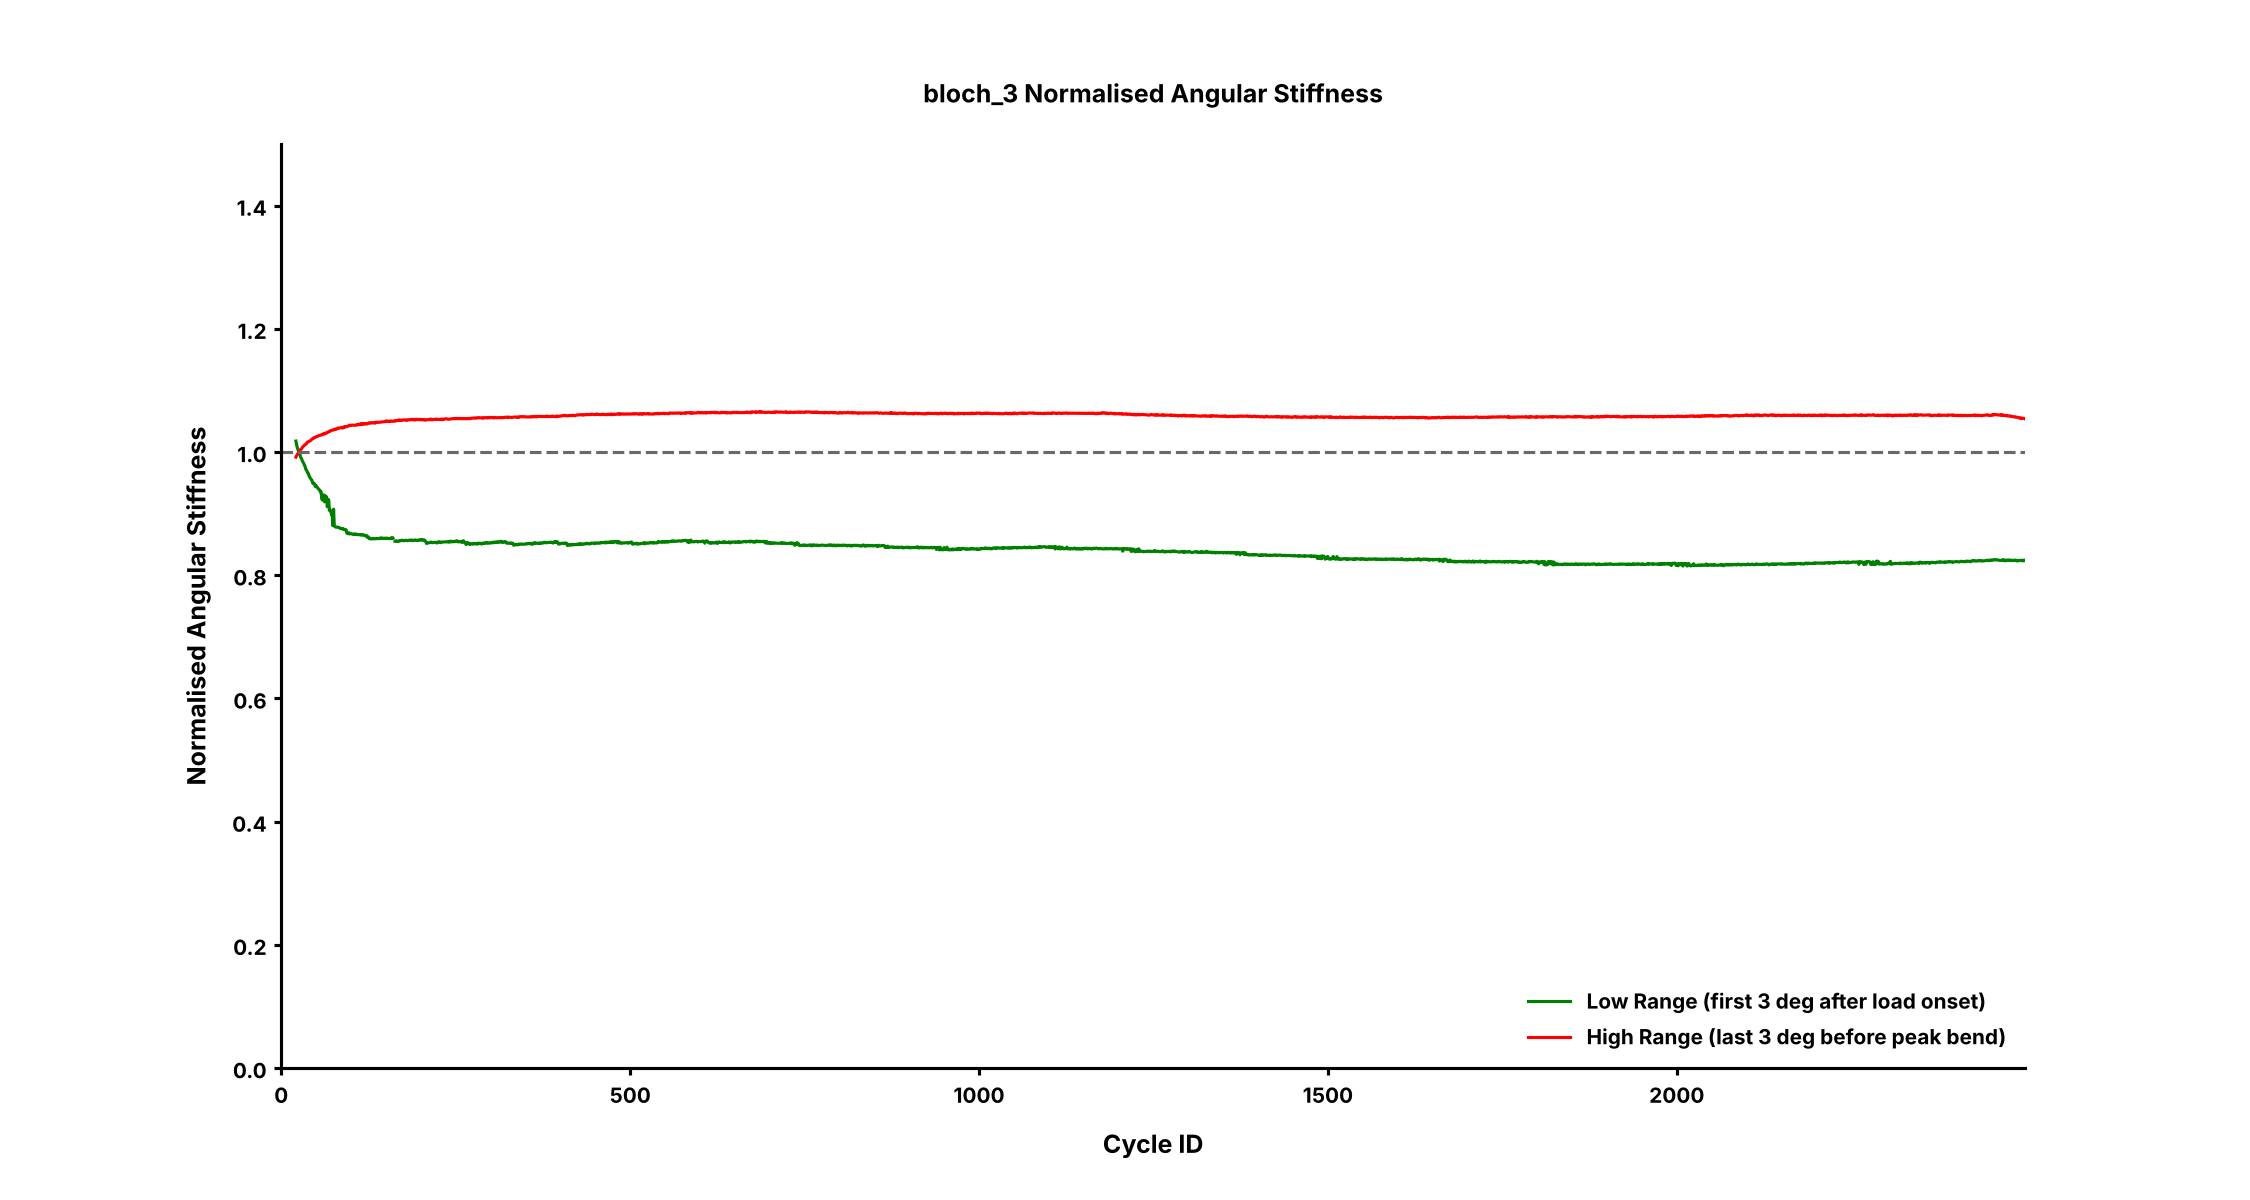 bloch_3 Normalised Angular Stiffness
Normalised Angular Stiffness
1.4
1.2
1.0
0.8
0.6
0.4
0.2
0.0
Low Range (first 3 deg after load onset)
High Range (last 3 deg before peak bend)
0 500 1000 1500 2000
Cycle ID